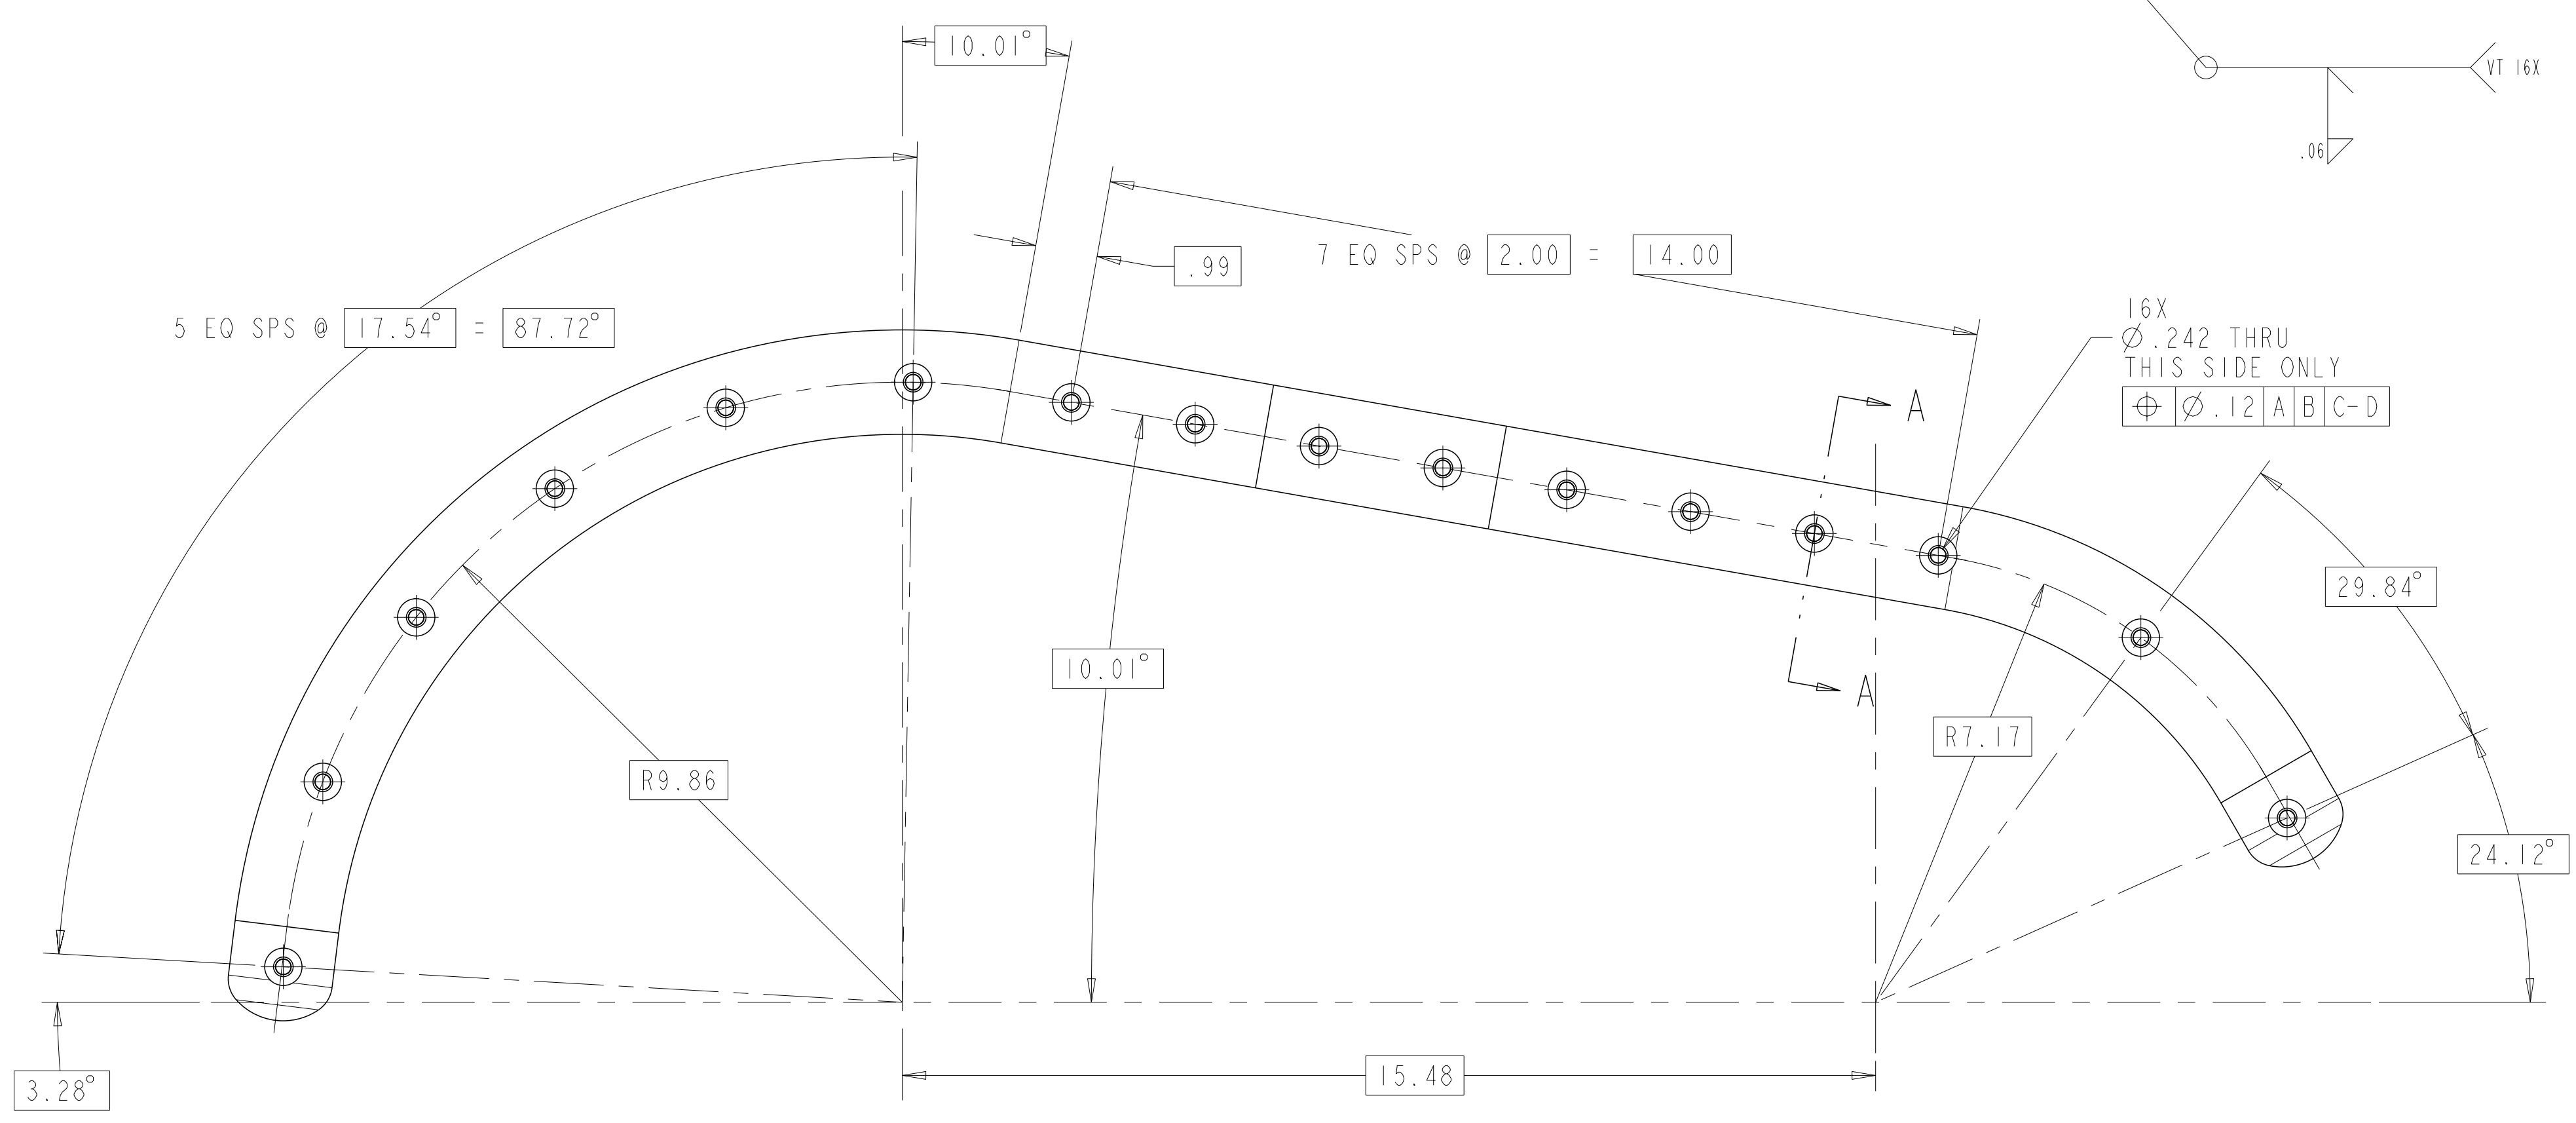 10.01°
VT 16X
.06
7 EQ SPS @ 2.00 = 14.00
.99
5 EQ SPS @ 17.54° = 87.72°
16X
Ø.242 THRU
THIS SIDE ONLY
⌖ Ø.12 A B C-D
A
29.84°
10.01°
A
R7.17
R9.86
24.12°
15.48
3.28°